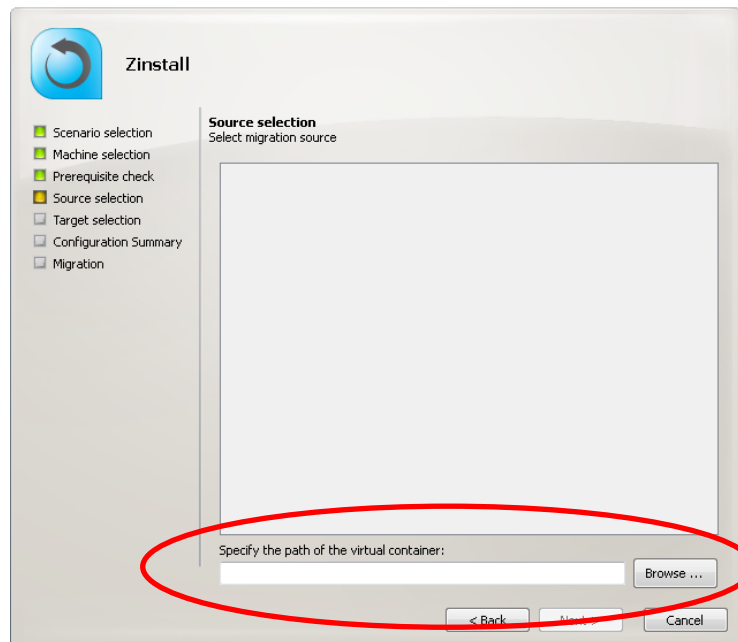 Zinstall
Scenario selection
Machine selection
Prerequisite check
Source selection
Target selection
Configuration Summary
Migration
Source selection
Select migration source
Specify the path of the virtual container:
Browse ...
< Back
Next >
Cancel